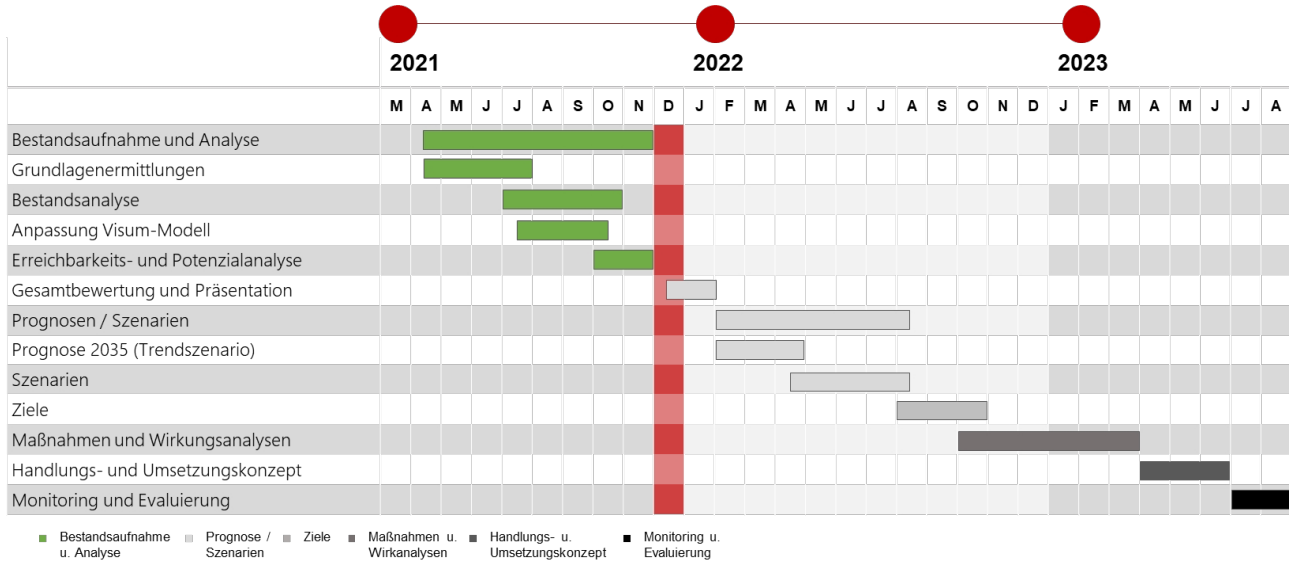 2021 2022 2023
M A M J J A S O N D J F M A M J J A S O N D J F M A M J J A
Bestandsaufnahme und Analyse
Grundlagenermittlungen
Bestandsanalyse
Anpassung Visum-Modell
Erreichbarkeits- und Potenzialanalyse
Gesamtbewertung und Präsentation
Prognosen / Szenarien
Prognose 2035 (Trendszenario)
Szenarien
Ziele
Maßnahmen und Wirkungsanalysen
Handlungs- und Umsetzungskonzept
Monitoring und Evaluierung
Bestandsaufnahme
u. Analyse
Prognose /
Szenarien
Ziele
Maßnahmen u.
Wirkanalysen
Handlungs- u.
Umsetzungskonzept
Monitoring u.
Evaluierung